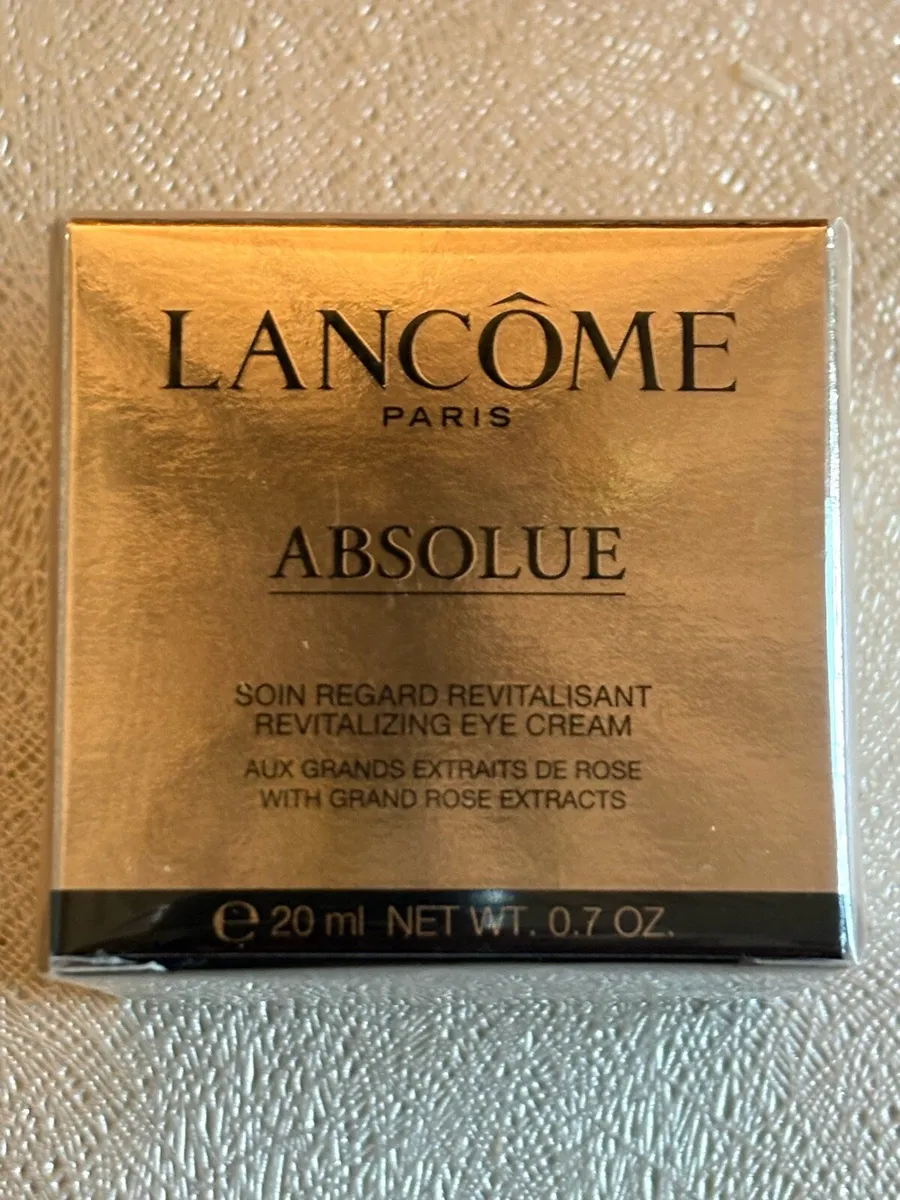 LANCÔME
PARIS
ABSOLUE
SOIN REGARD REVITALISANT
REVITALIZING EYE CREAM
AUX GRANDS EXTRAITS DE ROSE
WITH GRAND ROSE EXTRACTS
℮ 20 ml NET WT. 0.7 OZ.